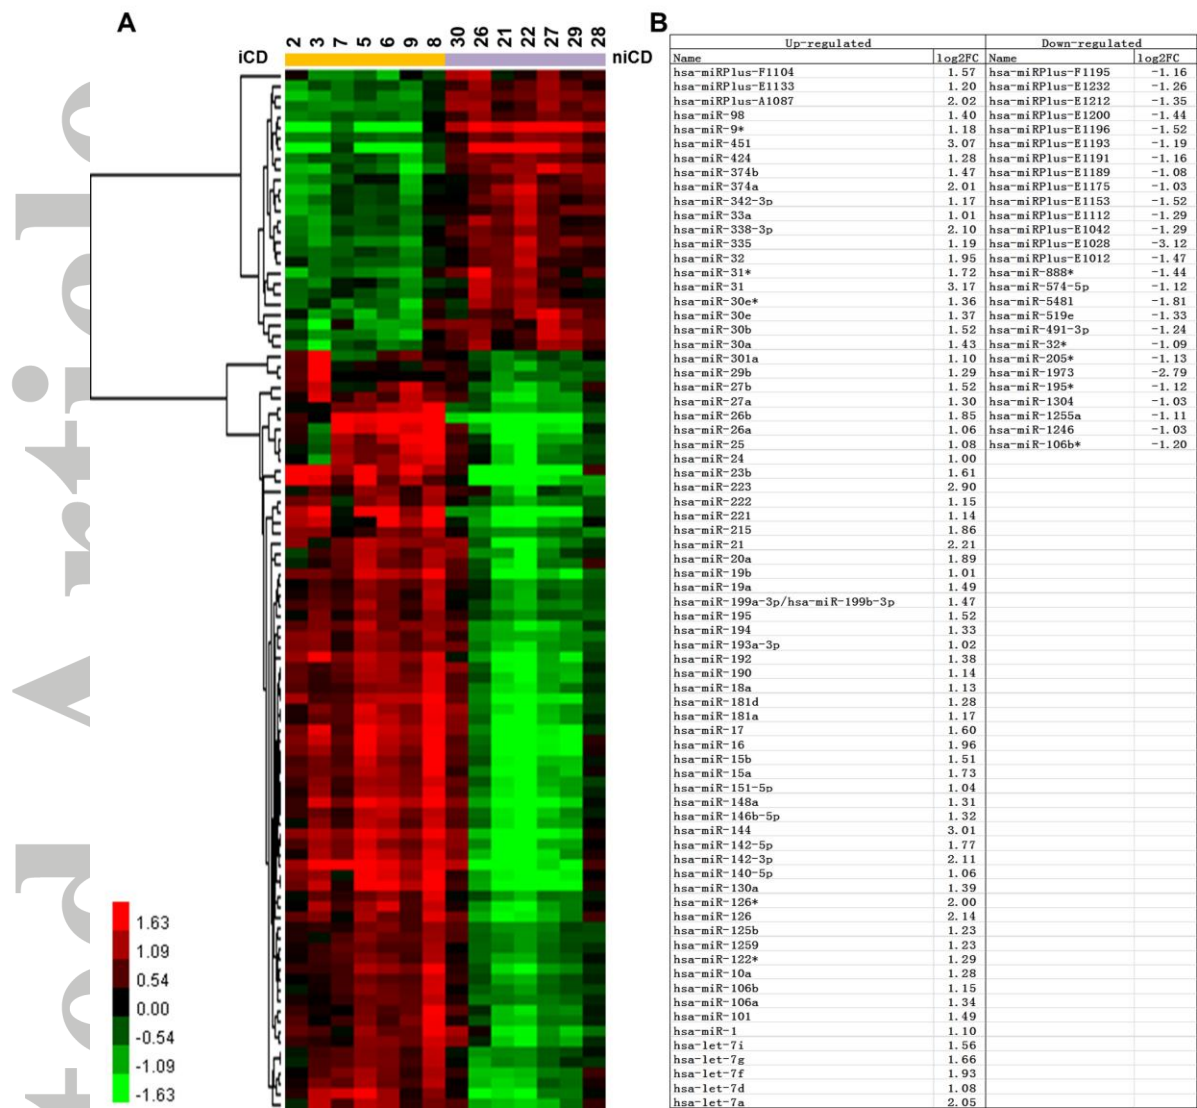 A
2 3 7 5 6 9 8 30 26 21 22 27 29 28
iCD niCD
1.63
1.09
0.54
0.00
-0.54
-1.09
-1.63
B
Up-regulated Down-regulated
Name log2FC Name log2FC
hsa-miRPlus-F1104 1.57 hsa-miRPlus-F1195 -1.16
hsa-miRPlus-E1133 1.20 hsa-miRPlus-E1232 -1.26
hsa-miRPlus-A1087 2.02 hsa-miRPlus-E1212 -1.35
hsa-miR-98 1.40 hsa-miRPlus-E1200 -1.44
hsa-miR-9* 1.18 hsa-miRPlus-E1196 -1.52
hsa-miR-451 3.07 hsa-miRPlus-E1193 -1.19
hsa-miR-424 1.28 hsa-miRPlus-E1191 -1.16
hsa-miR-374b 1.47 hsa-miRPlus-E1189 -1.08
hsa-miR-374a 2.01 hsa-miRPlus-E1175 -1.03
hsa-miR-342-3p 1.17 hsa-miRPlus-E1153 -1.52
hsa-miR-33a 1.01 hsa-miRPlus-E1112 -1.29
hsa-miR-338-3p 2.10 hsa-miRPlus-E1042 -1.29
hsa-miR-335 1.19 hsa-miRPlus-E1028 -3.12
hsa-miR-32 1.95 hsa-miRPlus-E1012 -1.47
hsa-miR-31* 1.72 hsa-miR-888* -1.44
hsa-miR-31 3.17 hsa-miR-574-5p -1.12
hsa-miR-30e* 1.36 hsa-miR-5481 -1.81
hsa-miR-30e 1.37 hsa-miR-519e -1.33
hsa-miR-30b 1.52 hsa-miR-491-3p -1.24
hsa-miR-30a 1.43 hsa-miR-32* -1.09
hsa-miR-301a 1.10 hsa-miR-205* -1.13
hsa-miR-29b 1.29 hsa-miR-1973 -2.79
hsa-miR-27b 1.52 hsa-miR-195* -1.12
hsa-miR-27a 1.30 hsa-miR-1304 -1.03
hsa-miR-26b 1.85 hsa-miR-1255a -1.11
hsa-miR-26a 1.06 hsa-miR-1246 -1.03
hsa-miR-25 1.08 hsa-miR-106b* -1.20
hsa-miR-24 1.00
hsa-miR-23b 1.61
hsa-miR-223 2.90
hsa-miR-222 1.15
hsa-miR-221 1.14
hsa-miR-215 1.86
hsa-miR-21 2.21
hsa-miR-20a 1.89
hsa-miR-19b 1.01
hsa-miR-19a 1.49
hsa-miR-199a-3p/hsa-miR-199b-3p 1.47
hsa-miR-195 1.52
hsa-miR-194 1.33
hsa-miR-193a-3p 1.02
hsa-miR-192 1.38
hsa-miR-190 1.14
hsa-miR-18a 1.13
hsa-miR-181d 1.28
hsa-miR-181a 1.17
hsa-miR-17 1.60
hsa-miR-16 1.96
hsa-miR-15b 1.51
hsa-miR-15a 1.73
hsa-miR-151-5p 1.04
hsa-miR-148a 1.31
hsa-miR-146b-5p 1.32
hsa-miR-144 3.01
hsa-miR-142-5p 1.77
hsa-miR-142-3p 2.11
hsa-miR-140-5p 1.06
hsa-miR-130a 1.39
hsa-miR-126* 2.00
hsa-miR-126 2.14
hsa-miR-125b 1.23
hsa-miR-1259 1.23
hsa-miR-122* 1.29
hsa-miR-10a 1.28
hsa-miR-106b 1.15
hsa-miR-106a 1.34
hsa-miR-101 1.49
hsa-miR-1 1.10
hsa-let-7i 1.56
hsa-let-7g 1.66
hsa-let-7f 1.93
hsa-let-7d 1.08
hsa-let-7a 2.05